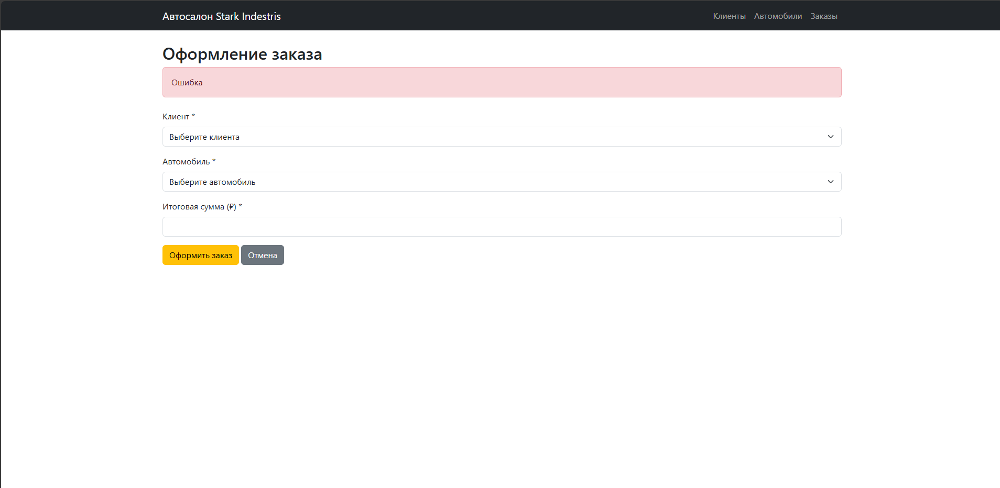 Автосалон Stark Indestris Клиенты Автомобили Заказы
Оформление заказа
Ошибка
Клиент *
Выберите клиента
Автомобиль *
Выберите автомобиль
Итоговая сумма (₽) *
Оформить заказ Отмена